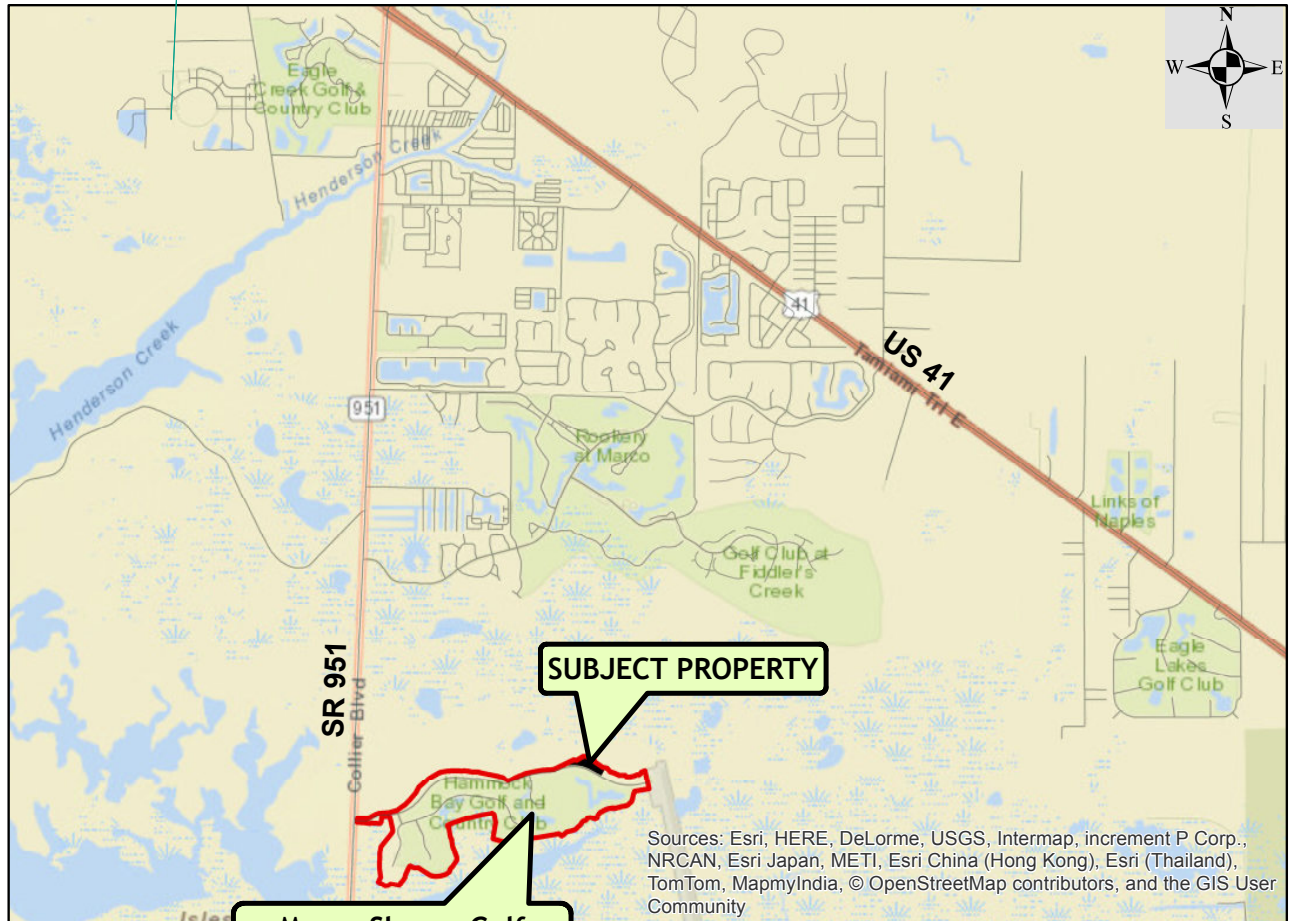 N
W E
S
Eagle
Creek Golf &
Country Club
Henderson Creek
Henderson Creek
41
US 41
Tamiami Trl E
951
Rookery
at Marco
Links of
Naples
Golf Club at
Fiddler's
Creek
Eagle
Lakes
Golf Club
SUBJECT PROPERTY
SR 951
Collier Blvd
Hammock
Bay Golf and
Country Club
Sources: Esri, HERE, DeLorme, USGS, Intermap, increment P Corp.,
NRCAN, Esri Japan, METI, Esri China (Hong Kong), Esri (Thailand),
TomTom, MapmyIndia, © OpenStreetMap contributors, and the GIS User
Community
Isles
Golf